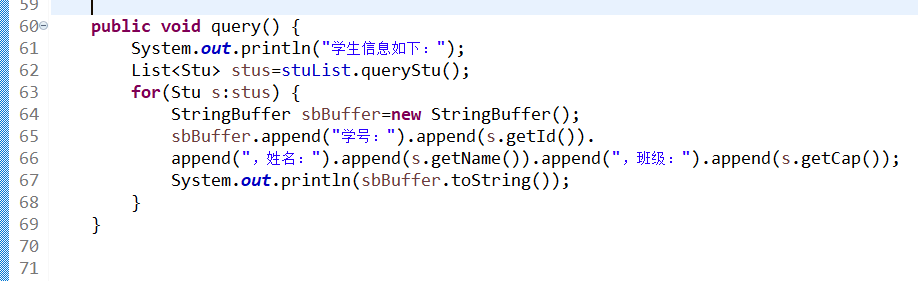 59
60 public void query() {
61 System.out.println("学生信息如下：");
62 List<Stu> stus=stuList.queryStu();
63 for(Stu s:stus) {
64 StringBuffer sbBuffer=new StringBuffer();
65 sbBuffer.append("学号：").append(s.getId()).
66 append("，姓名：").append(s.getName()).append("，班级：").append(s.getCap());
67 System.out.println(sbBuffer.toString());
68 }
69 }
70
71